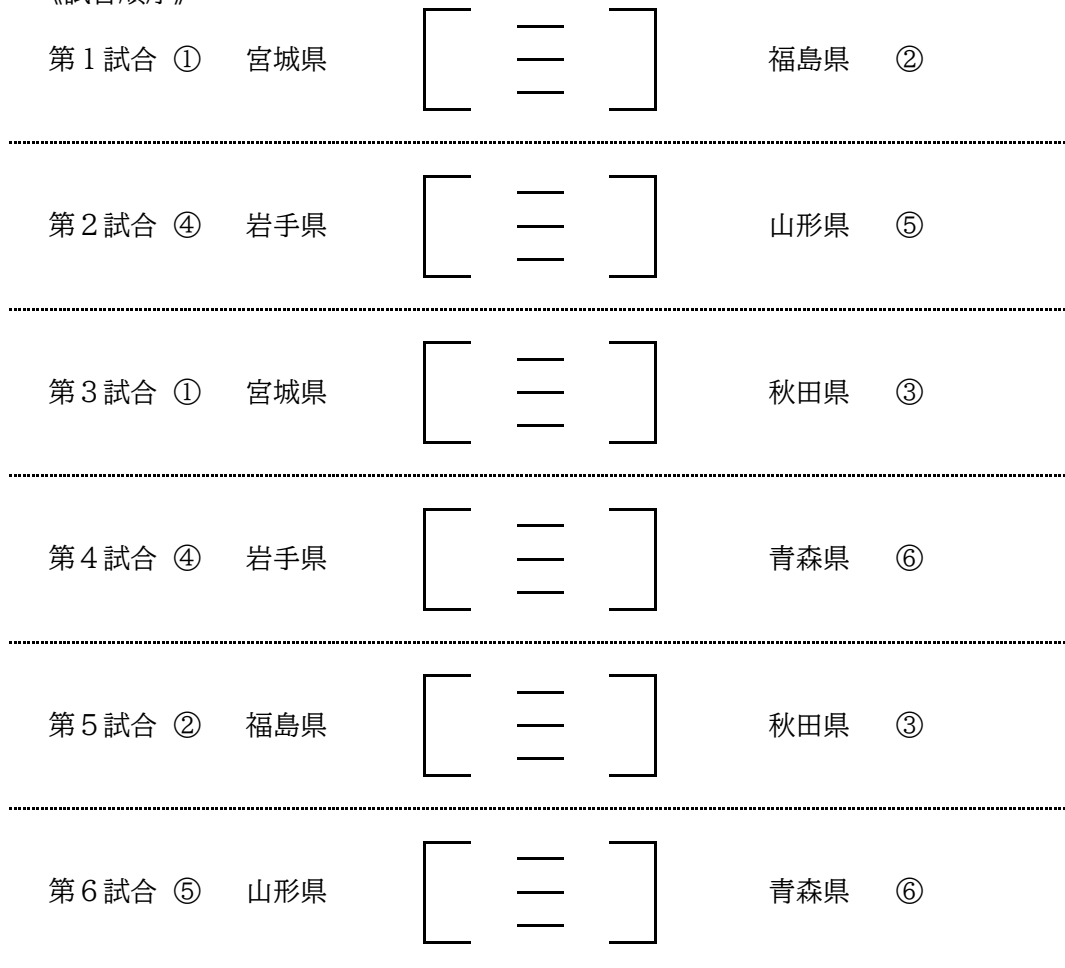 第１試合 ① 宮城県 福島県 ②
第２試合 ④ 岩手県 山形県 ⑤
第３試合 ① 宮城県 秋田県 ③
第４試合 ④ 岩手県 青森県 ⑥
第５試合 ② 福島県 秋田県 ③
第６試合 ⑤ 山形県 青森県 ⑥